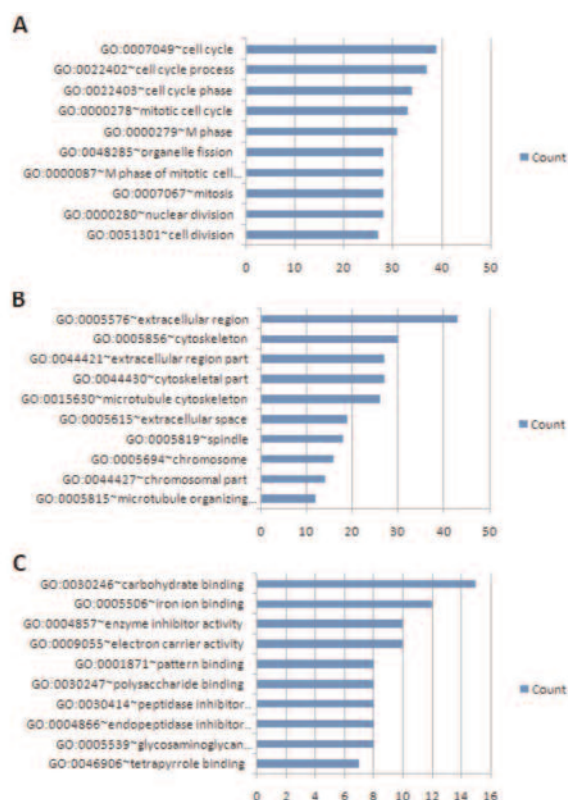 A
GO:0007049~cell cycle
GO:0022402~cell cycle process
GO:0022403~cell cycle phase
GO:0000278~mitotic cell cycle
GO:0000279~M phase
GO:0048285~organelle fission
GO:0000087~M phase of mitotic cell...
GO:0007067~mitosis
GO:0000280~nuclear division
GO:0051301~cell division
Count
0 10 20 30 40 50
B
GO:0005576~extracellular region
GO:0005856~cytoskeleton
GO:0044421~extracellular region part
GO:0044430~cytoskeletal part
GO:0015630~microtubule cytoskeleton
GO:0005615~extracellular space
GO:0005819~spindle
GO:0005694~chromosome
GO:0044427~chromosomal part
GO:0005815~microtubule organizing...
Count
0 10 20 30 40 50
C
GO:0030246~carbohydrate binding
GO:0005506~iron ion binding
GO:0004857~enzyme inhibitor activity
GO:0009055~electron carrier activity
GO:0001871~pattern binding
GO:0030247~polysaccharide binding
GO:0030414~peptidase inhibitor...
GO:0004866~endopeptidase inhibitor...
GO:0005539~glycosaminoglycan...
GO:0046906~tetrapyrrole binding
Count
0 2 4 6 8 10 12 14 16